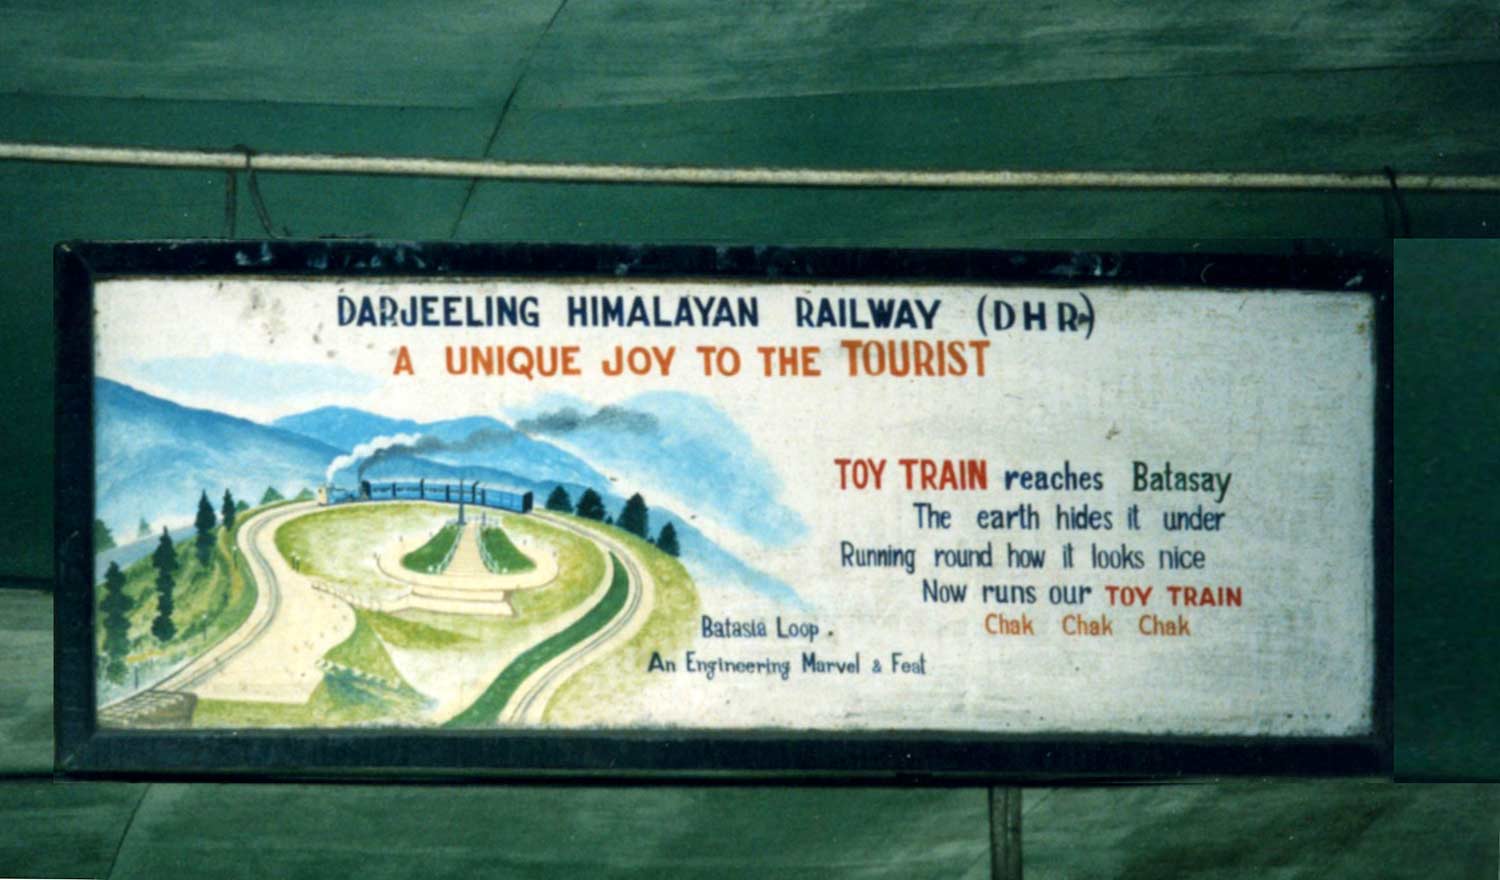 DARJEELING HIMALAYAN RAILWAY (DHR)
A UNIQUE JOY TO THE TOURIST
TOY TRAIN reaches Batasay
The earth hides it under
Running round how it looks nice
Now runs our TOY TRAIN
Chak Chak Chak
Batasia Loop.
An Engineering Marvel & Feat